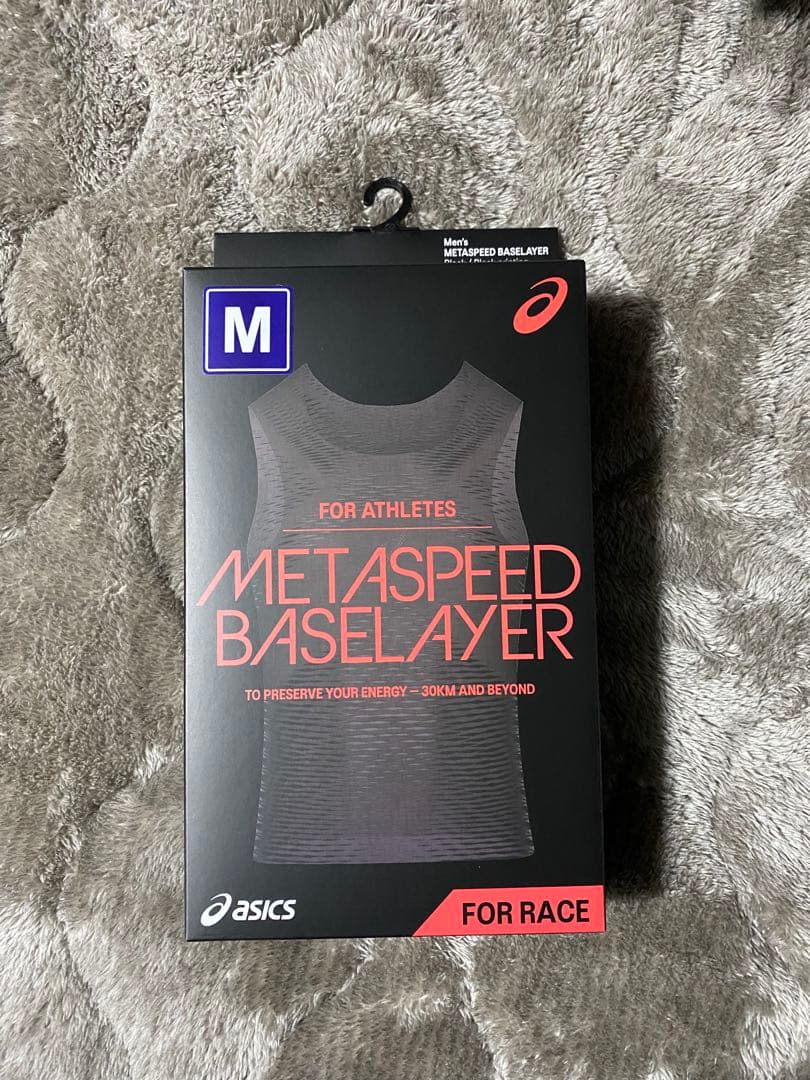 Men's
METASPEED BASELAYER
M
FOR ATHLETES
METASPEED
BASELAYER
TO PRESERVE YOUR ENERGY – 30KM AND BEYOND
asics
FOR RACE